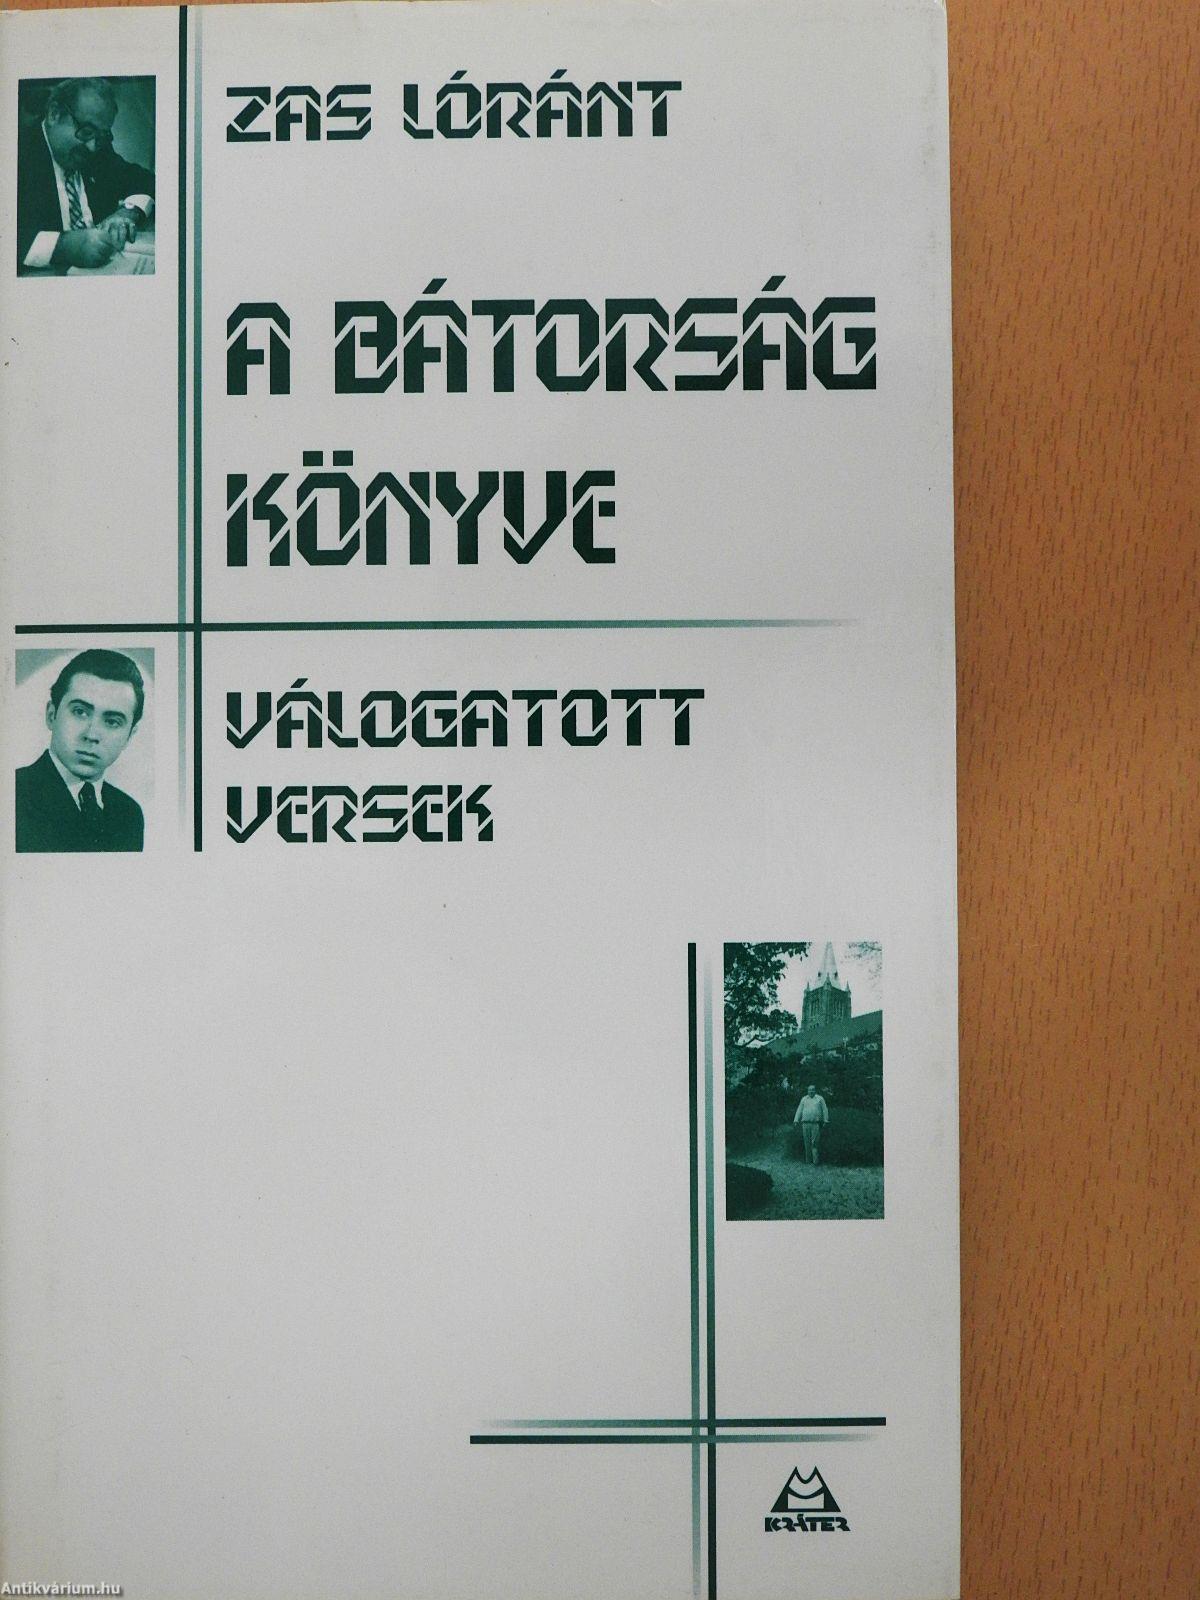 ZAS LÓRÁNT
A BÁTORSÁG
KÖNYVE
VÁLOGATOTT
VERSEK
KRÁTER
Antikvárium.hu